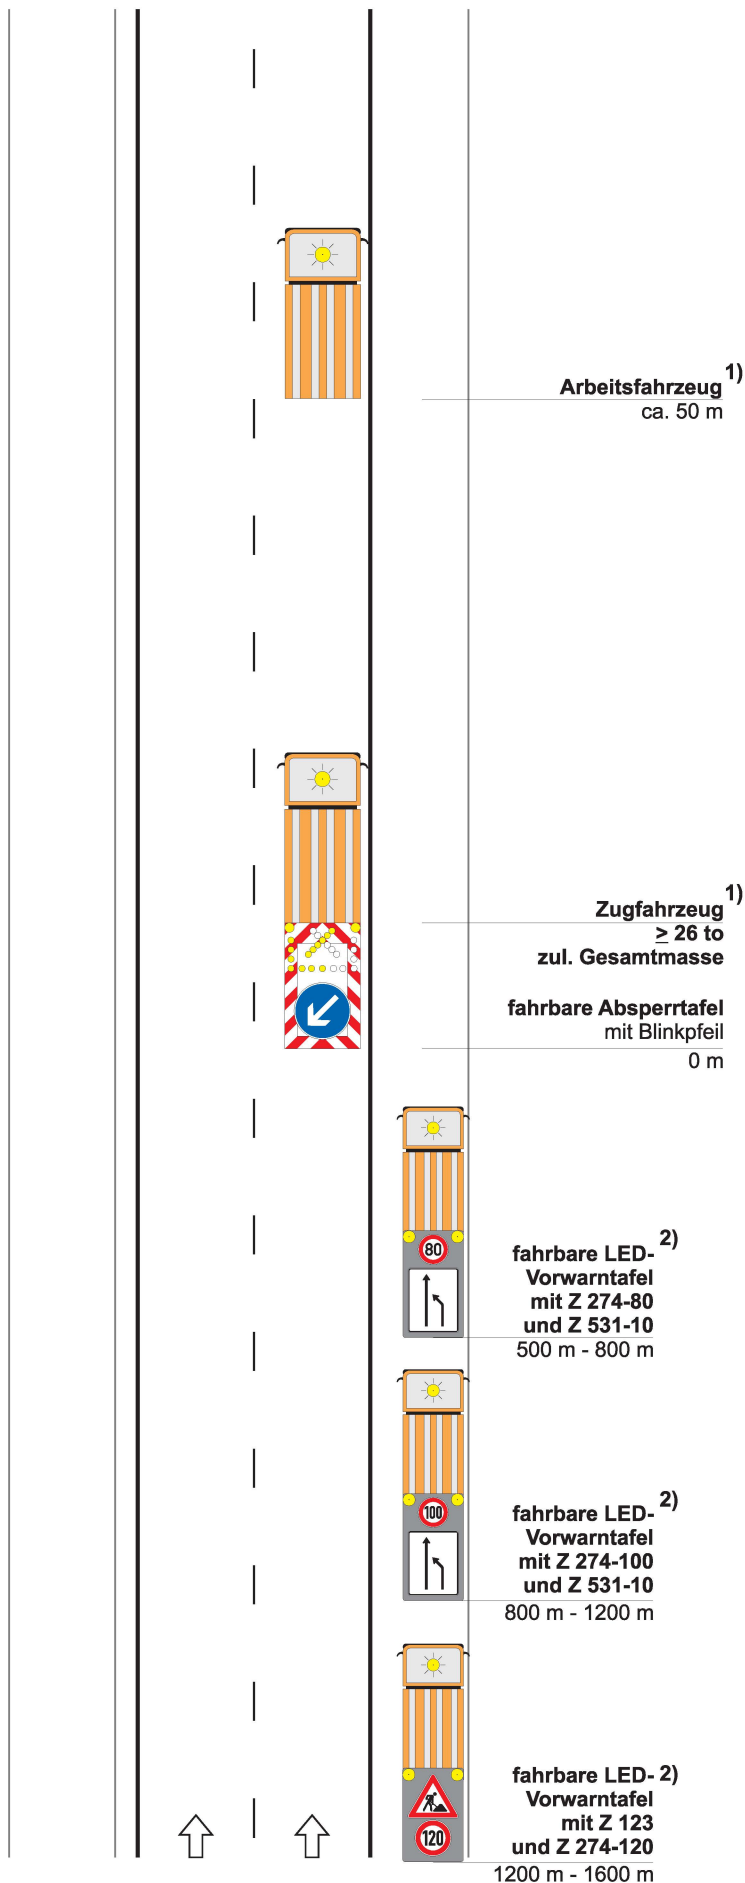 Arbeitsfahrzeug 1)
ca. 50 m
Zugfahrzeug 1)
≥ 26 to
zul. Gesamtmasse
fahrbare Absperrtafel
mit Blinkpfeil
0 m
80
fahrbare LED- 2)
Vorwarntafel
mit Z 274-80
und Z 531-10
500 m - 800 m
100
fahrbare LED- 2)
Vorwarntafel
mit Z 274-100
und Z 531-10
800 m - 1200 m
fahrbare LED- 2)
Vorwarntafel
mit Z 123
und Z 274-120
120
1200 m - 1600 m